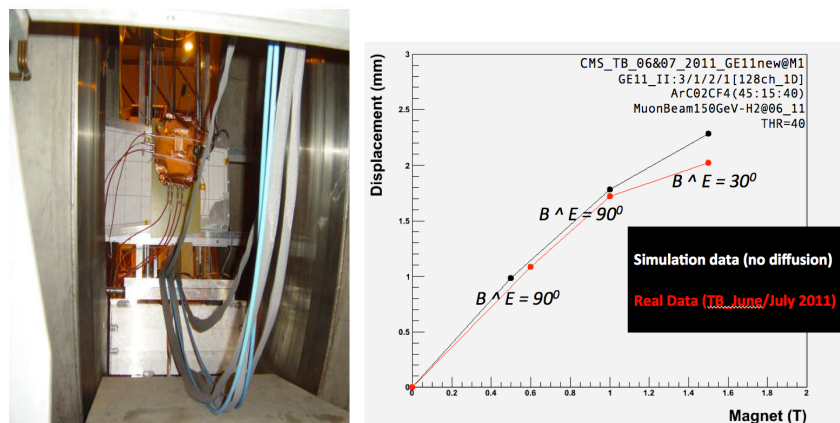 CMS_TB_06&07_2011_GE11new@M1
GE11_II:3/1/2/1[128ch_1D]
ArCO2CF4(45:15:40)
MuonBeam150GeV-H2@06_11
THR=40
Displacement (mm)
3
2.5
2
1.5
1
0.5
0
B ^ E = 30⁰
B ^ E = 90⁰
B ^ E = 90⁰
Simulation data (no diffusion)
Real Data (TB_June/July 2011)
0 0.2 0.4 0.6 0.8 1 1.2 1.4 1.6 1.8 2
Magnet (T)